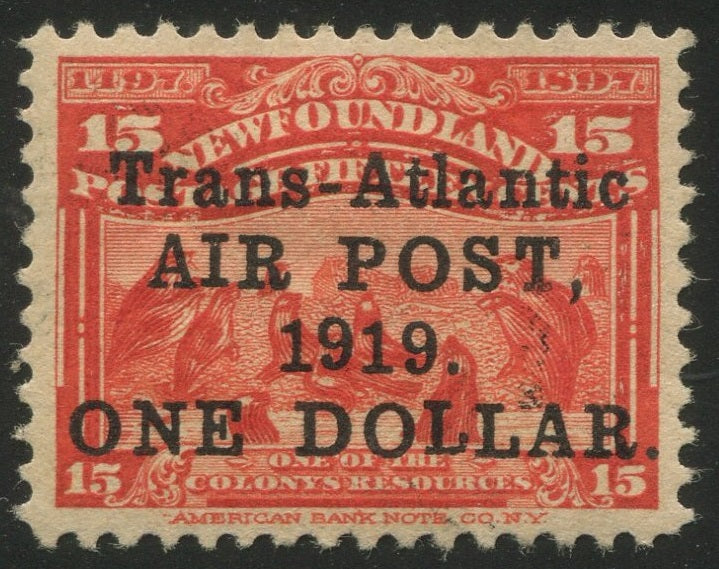 1497. 1897.
15 NEWFOUNDLAND 15
Trans-Atlantic
AIR POST,
1919.
ONE DOLLAR.
15 ONE OF THE 15
COLONYS RESOURCES
AMERICAN BANK NOTE CO. N.Y.